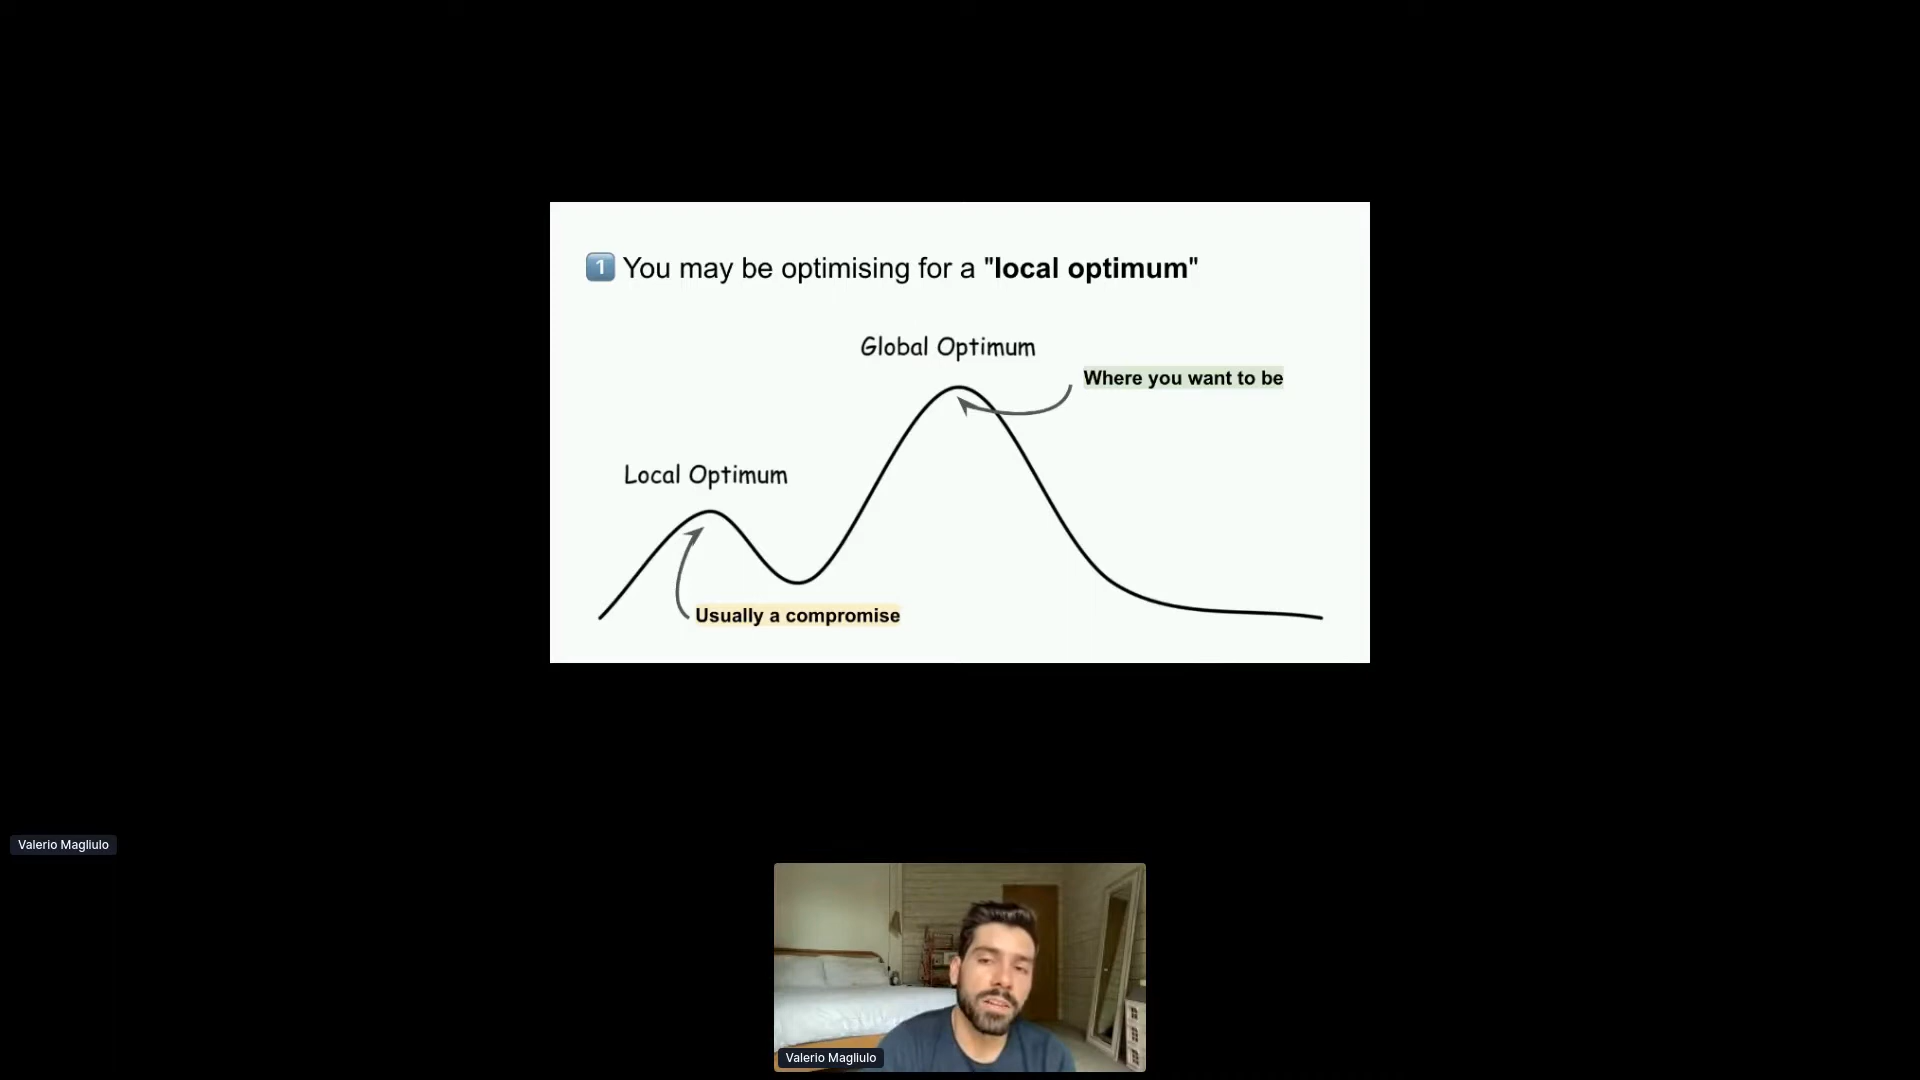 1 You may be optimising for a "local optimum"
Global Optimum
Where you want to be
Local Optimum
Usually a compromise
Valerio Magliulo
Valerio Magliulo